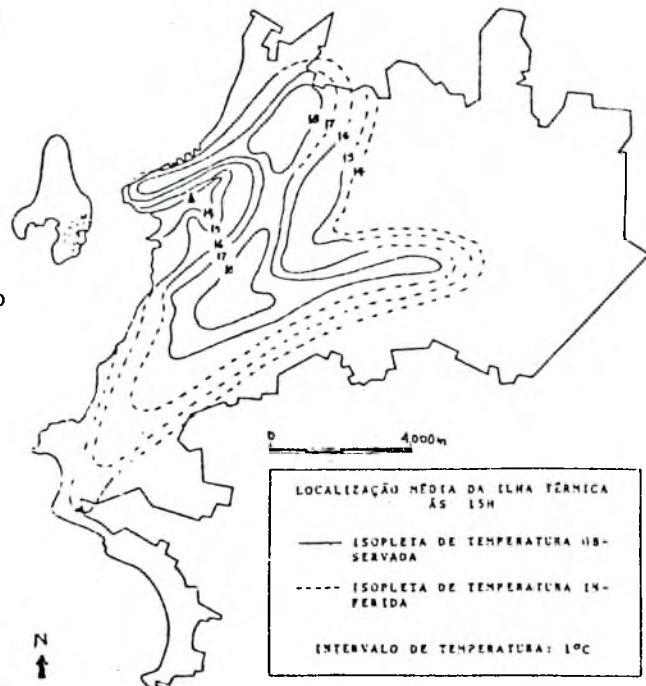 18
17
16
15
14
14
15
16
17
18
o
0 4.000m
LOCALIZAÇÃO MÉDIA DA ILHA TÉRMICA
ÀS 15H
ISOPLETA DE TEMPERATURA OB-
SERVADA
ISOPLETA DE TEMPERATURA IN-
FERIDA
INTERVALO DE TEMPERATURA: 1ºC
N